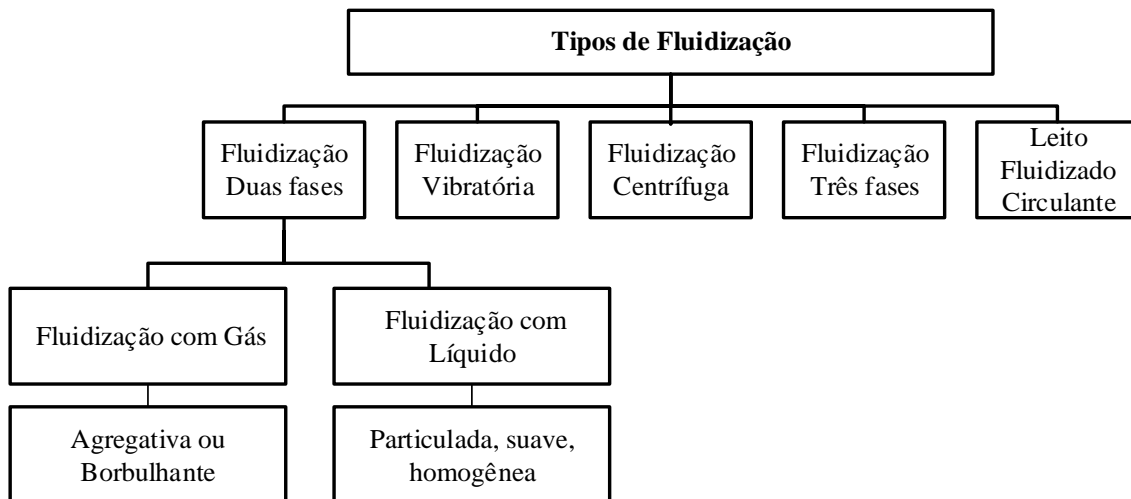 Tipos de Fluidização
Fluidização
Duas fases
Fluidização
Vibratória
Fluidização
Centrífuga
Fluidização
Três fases
Leito
Fluidizado
Circulante
Fluidização com Gás
Fluidização com
Líquido
Agregativa ou
Borbulhante
Particulada, suave,
homogênea